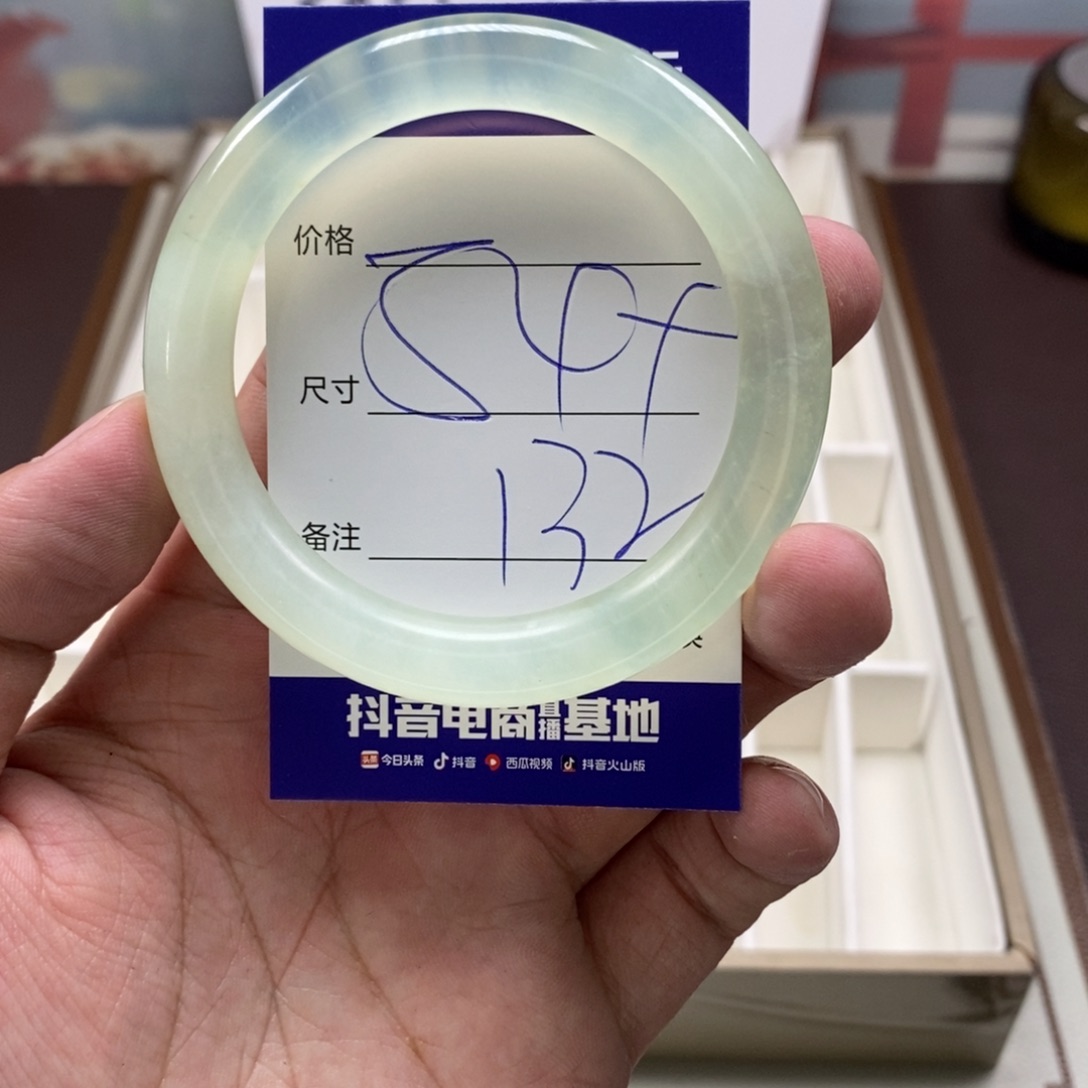 价格
尺寸
132
备注
抖音电商直播基地
今日头条 抖音 西瓜视频 抖音火山版